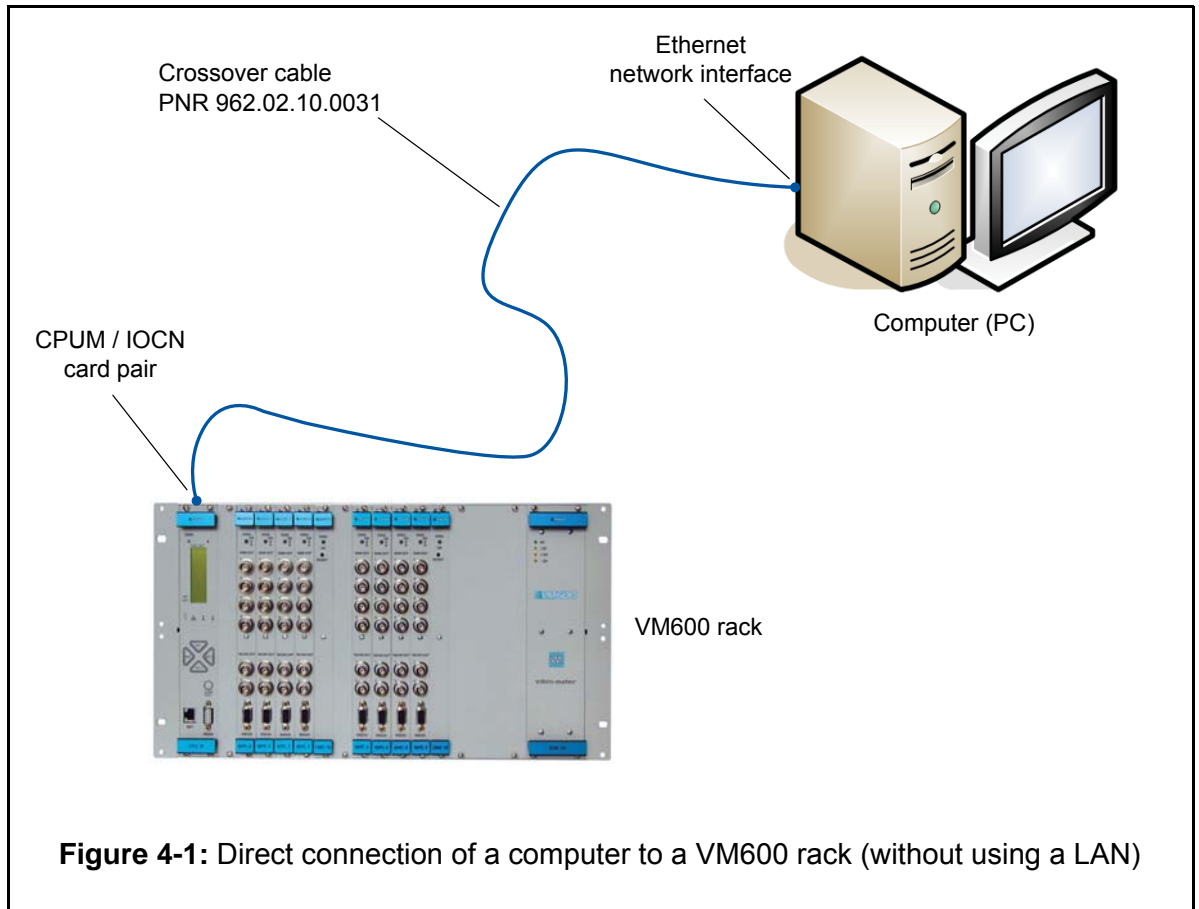 Ethernet
network interface
Crossover cable
PNR 962.02.10.0031
Computer (PC)
CPUM / IOCN
card pair
VM600 rack
Figure 4-1: Direct connection of a computer to a VM600 rack (without using a LAN)